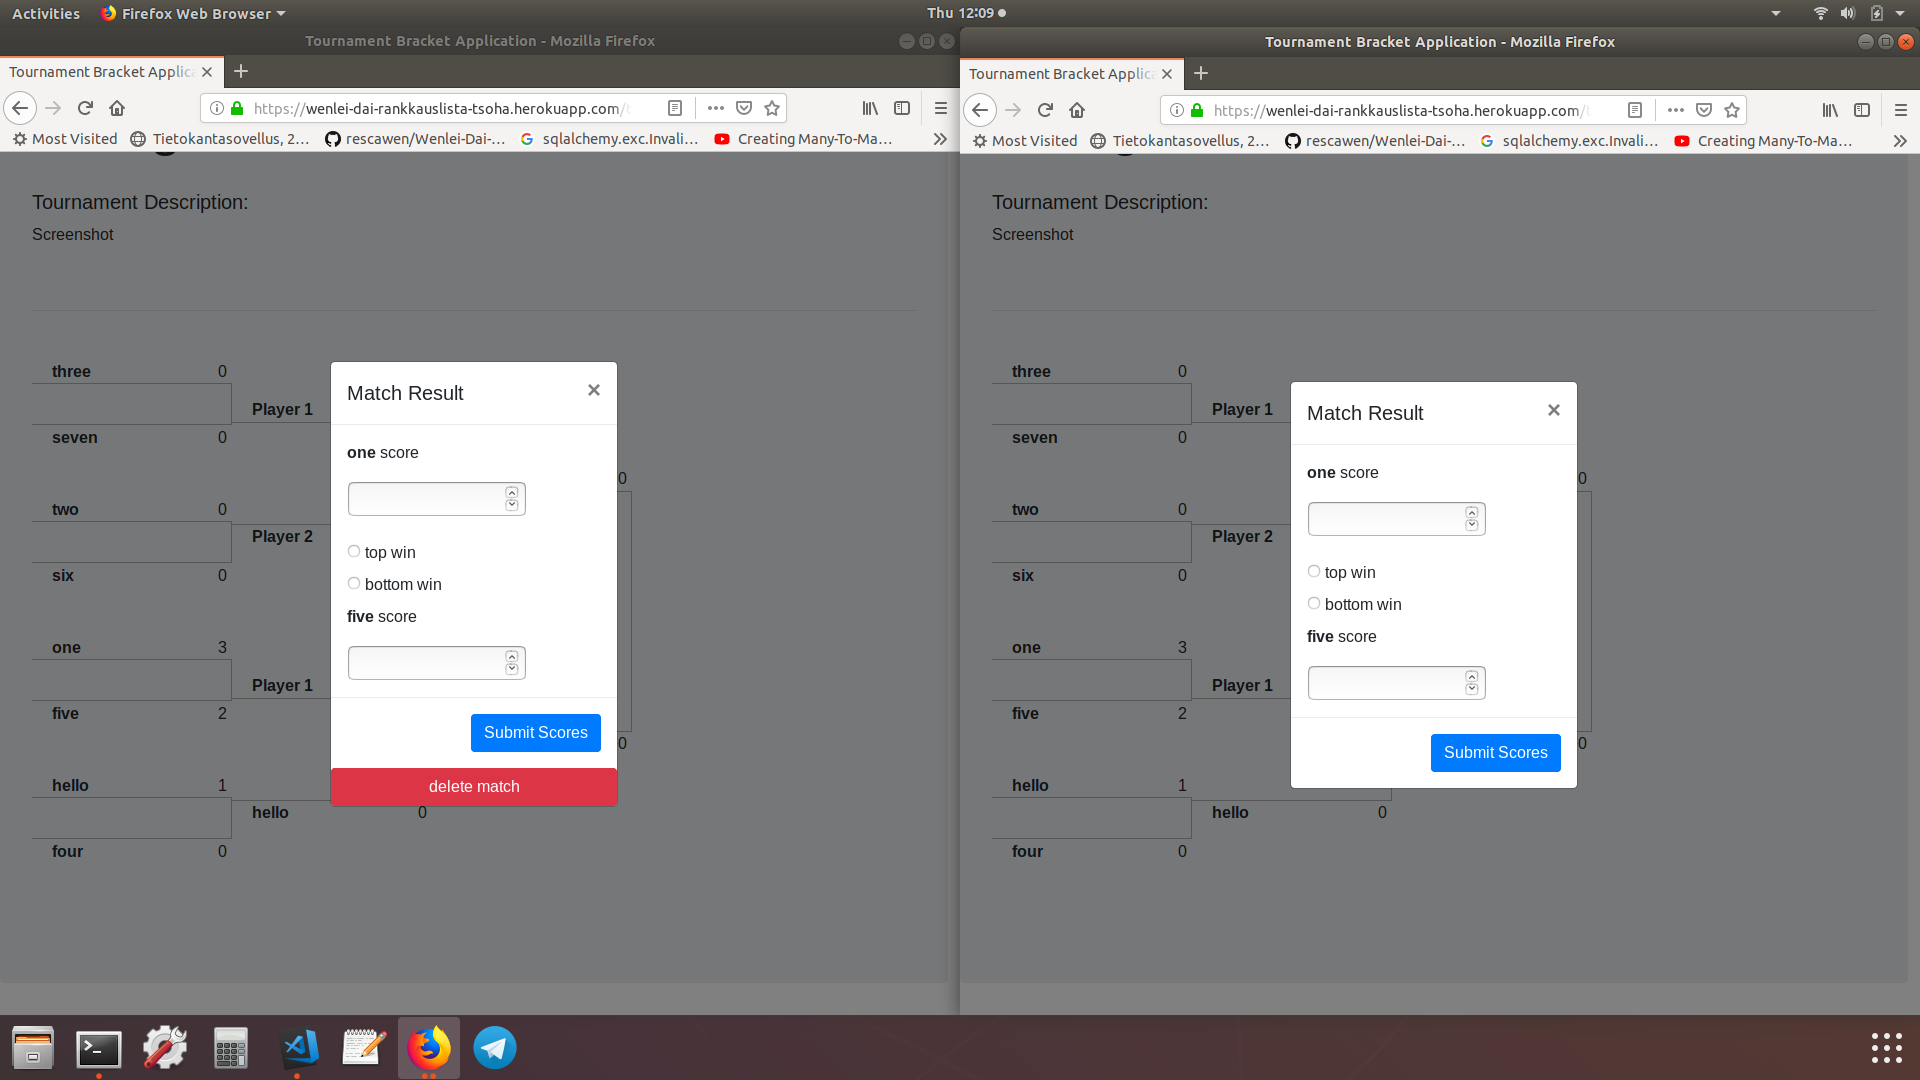 Activities Firefox Web Browser Thu 12:09
Tournament Bracket Application - Mozilla Firefox
Tournament Bracket Applic
https://wenlei-dai-rankkauslista-tsoha.herokuapp.com/
Most Visited Tietokantasovellus, 2... rescawen/Wenlei-Dai-... sqlalchemy.exc.Invali... Creating Many-To-Ma...
Tournament Description:
Screenshot
three 0
Player 1
seven 0
0
two 0
Player 2
six 0
one 3
Player 1
five 2
0
hello 1
hello 0
four 0
Match Result ×
one score
top win
bottom win
five score
Submit Scores
delete match
Tournament Bracket Application - Mozilla Firefox
Tournament Bracket Applic
https://wenlei-dai-rankkauslista-tsoha.herokuapp.com/
Most Visited Tietokantasovellus, 2... rescawen/Wenlei-Dai-... sqlalchemy.exc.Invali... Creating Many-To-Ma...
Tournament Description:
Screenshot
three 0
Player 1
seven 0
0
two 0
Player 2
six 0
one 3
Player 1
five 2
0
hello 1
hello 0
four 0
Match Result ×
one score
top win
bottom win
five score
Submit Scores